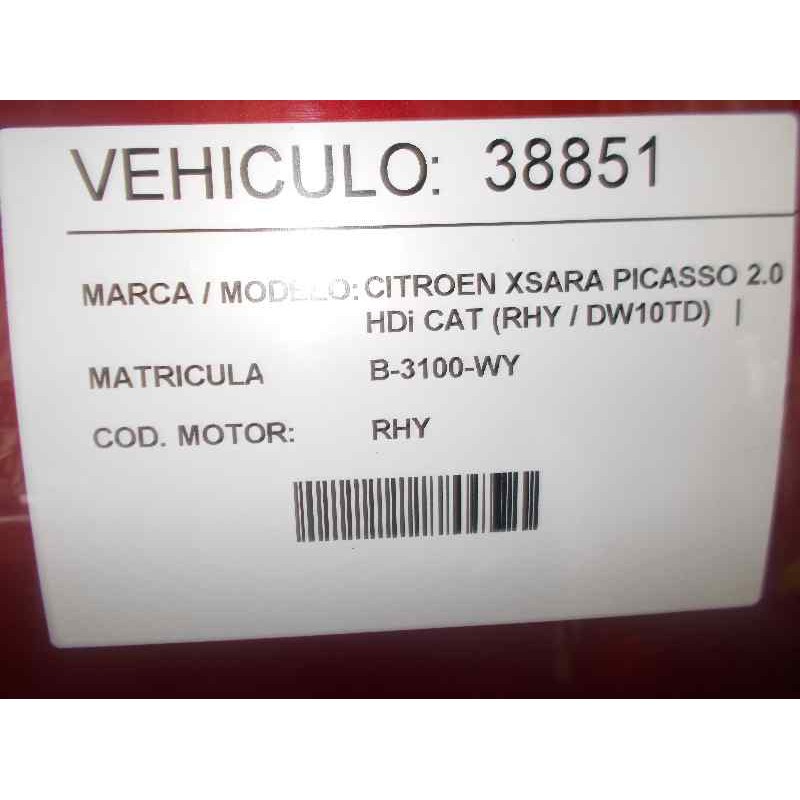 VEHICULO: 38851
MARCA / MODELO: CITROEN XSARA PICASSO 2.0
HDi CAT (RHY / DW10TD) |
MATRICULA B-3100-WY
COD. MOTOR: RHY